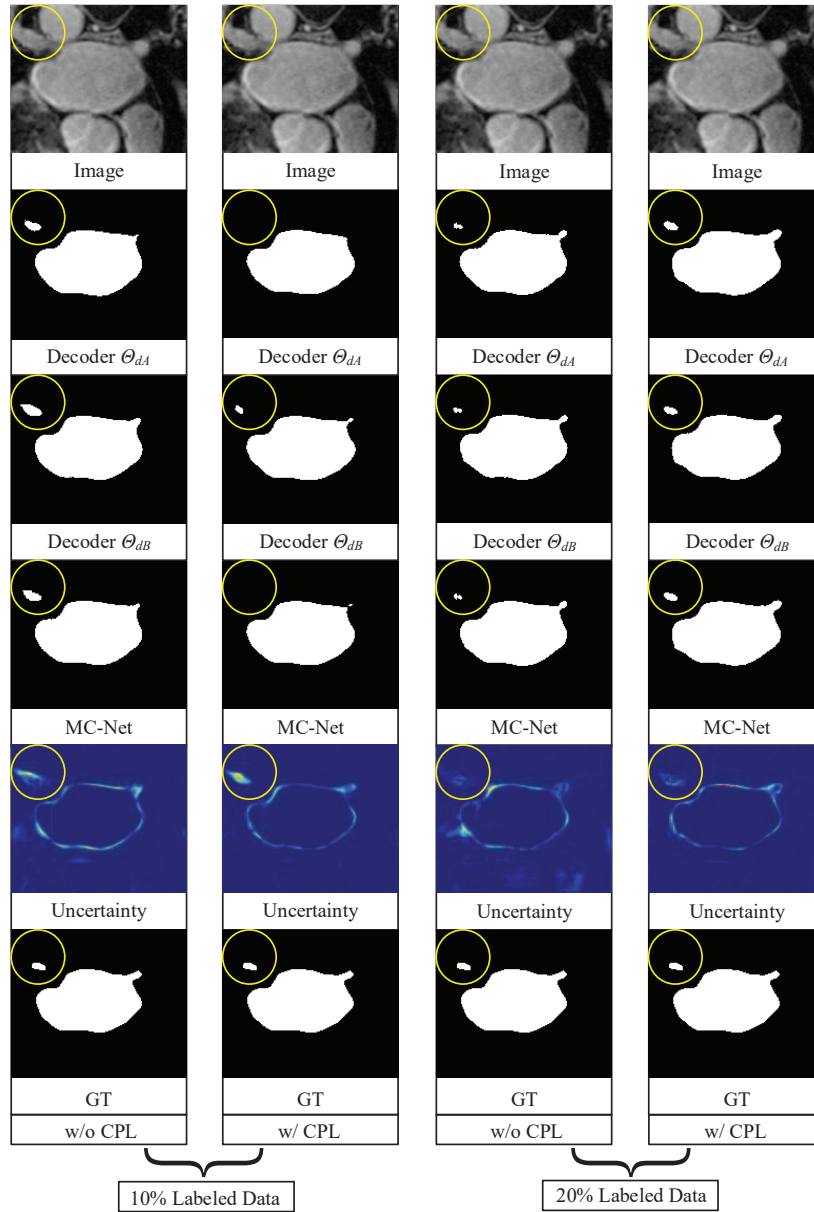 Image Image Image Image
Decoder ΘdA Decoder Θ_dA Decoder Θ_dA Decoder Θ_dA
Decoder Θ_dB Decoder Θ_dB Decoder Θ_dB Decoder Θ_dB
MC-Net MC-Net MC-Net MC-Net
Uncertainty Uncertainty Uncertainty Uncertainty
GT GT GT GT
w/o CPL w/ CPL w/o CPL w/ CPL
10% Labeled Data 20% Labeled Data